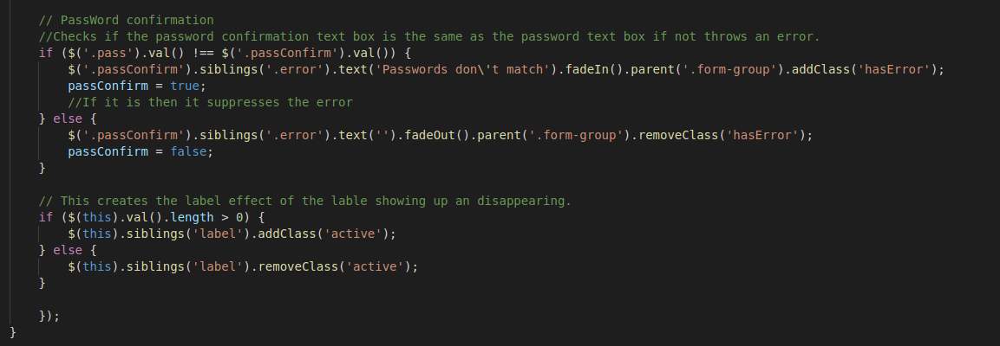 // PassWord confirmation
//Checks if the password confirmation text box is the same as the password text box if not throws an error.
if ($('.pass').val() !== $('.passConfirm').val()) {
$('.passConfirm').siblings('.error').text('Passwords don\'t match').fadeIn().parent('.form-group').addClass('hasError');
passConfirm = true;
//If it is then it suppresses the error
} else {
$('.passConfirm').siblings('.error').text('').fadeOut().parent('.form-group').removeClass('hasError');
passConfirm = false;
}
// This creates the label effect of the lable showing up an disappearing.
if ($(this).val().length > 0) {
$(this).siblings('label').addClass('active');
} else {
$(this).siblings('label').removeClass('active');
}
});
}